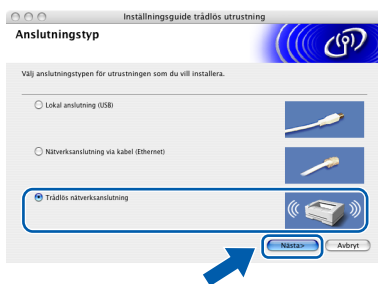 Installningsguide trådlös utrustning
Anslutningstyp
Välj anslutningstypen för utrustningen som du vill installera.
Lokal anslutning (USB)
Nätverksanslutning via kabel (Ethernet)
Trådlös nätverksanslutning
Nästa>
Avbryt